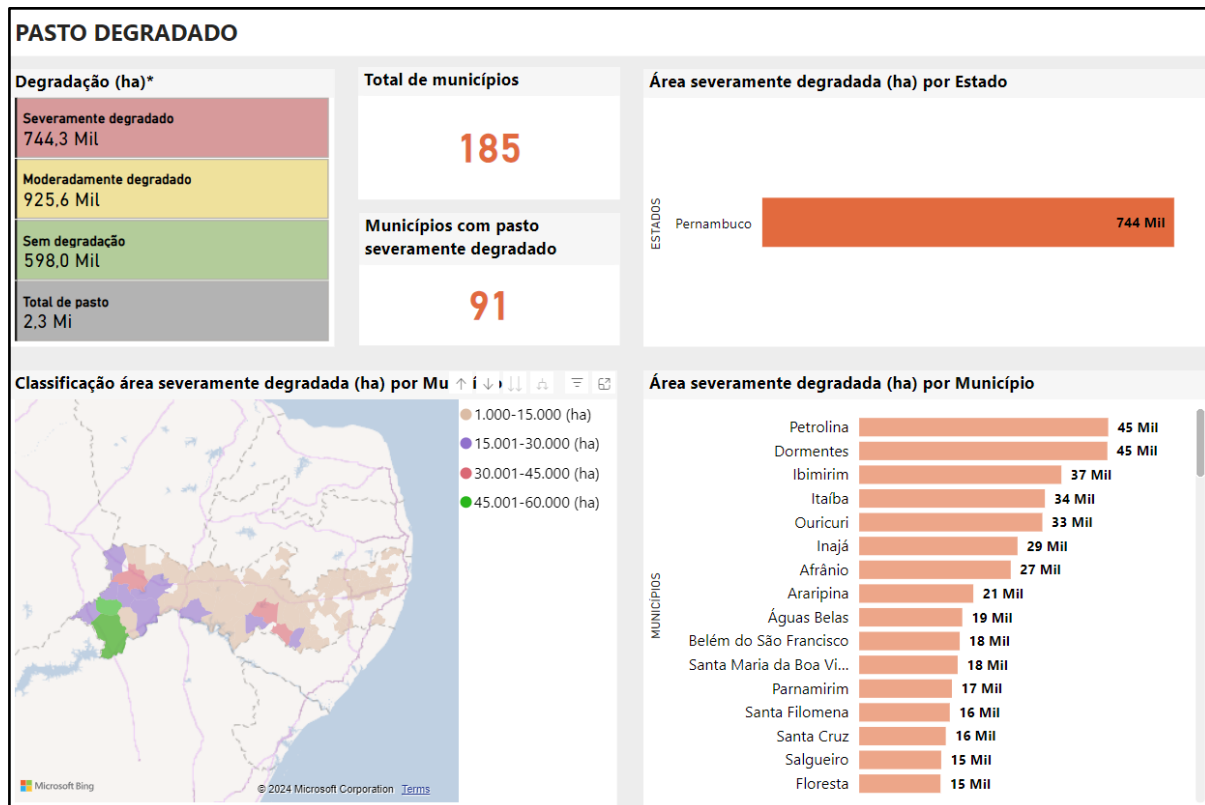 PASTO DEGRADADO
Degradação (ha)*
Severamente degradado
744,3 Mil
Moderadamente degradado
925,6 Mil
Sem degradação
598,0 Mil
Total de pasto
2,3 Mi
Total de municípios
185
Municípios com pasto
severamente degradado
91
Área severamente degradada (ha) por Estado
ESTADOS
Pernambuco
744 Mil
Classificação área severamente degradada (ha) por Mu
1.000-15.000 (ha)
15.001-30.000 (ha)
30.001-45.000 (ha)
45.001-60.000 (ha)
Microsoft Bing
© 2024 Microsoft Corporation Terms
Área severamente degradada (ha) por Município
MUNICÍPIOS
Petrolina 45 Mil
Dormentes 45 Mil
Ibimirim 37 Mil
Itaíba 34 Mil
Ouricuri 33 Mil
Inajá 29 Mil
Afrânio 27 Mil
Araripina 21 Mil
Águas Belas 19 Mil
Belém do São Francisco 18 Mil
Santa Maria da Boa Vi... 18 Mil
Parnamirim 17 Mil
Santa Filomena 16 Mil
Santa Cruz 16 Mil
Salgueiro 15 Mil
Floresta 15 Mil